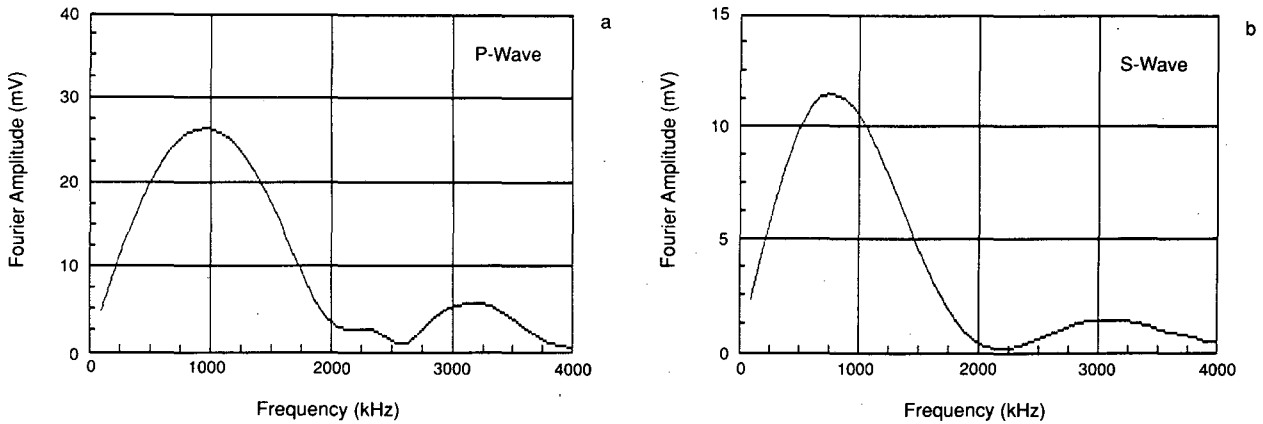 a
P-Wave
Fourier Amplitude (mV)
40
30
20
10
0
0 1000 2000 3000 4000
Frequency (kHz)
b
S-Wave
Fourier Amplitude (mV)
15
10
5
0
0 1000 2000 3000 4000
Frequency (kHz)